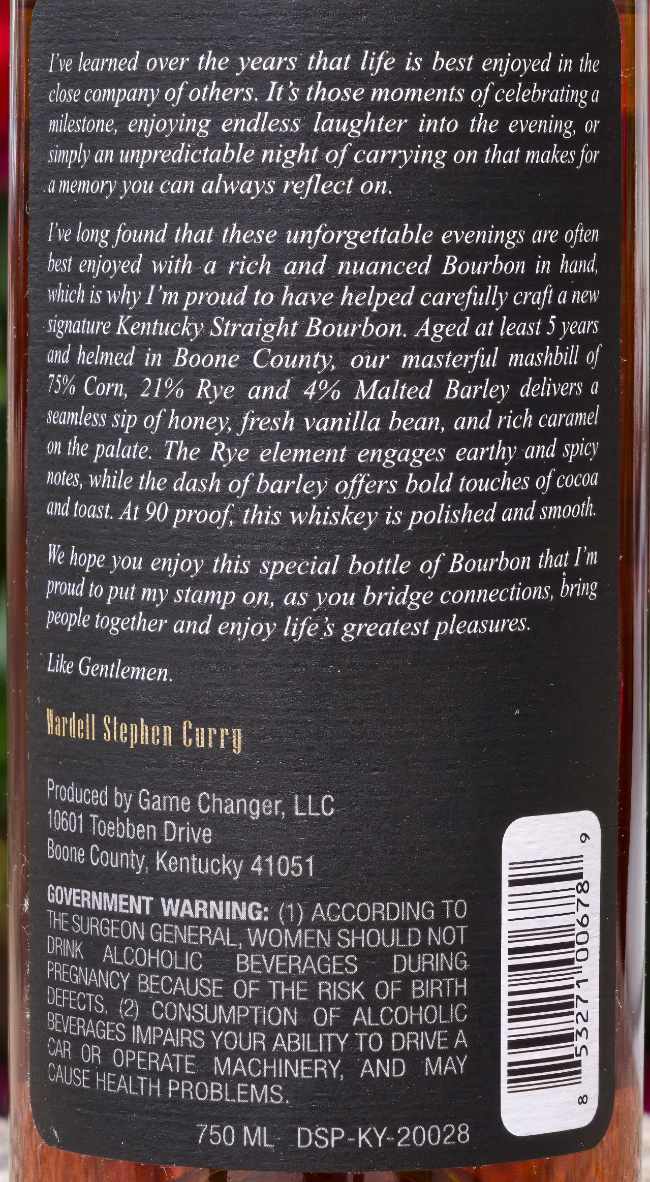 I've learned over the years that life is best enjoyed in the
close company of others. It's those moments of celebrating a
milestone, enjoying endless laughter into the evening, or
simply an unpredictable night of carrying on that makes for
a memory you can always reflect on.
I've long found that these unforgettable evenings are often
best enjoyed with a rich and nuanced Bourbon in hand,
which is why I'm proud to have helped carefully craft a new
signature Kentucky Straight Bourbon. Aged at least 5 years
and helmed in Boone County, our masterful mashbill of
75% Corn, 21% Rye and 4% Malted Barley delivers a
seamless sip of honey, fresh vanilla bean, and rich caramel
on the palate. The Rye element engages earthy and spicy
notes, while the dash of barley offers bold touches of cocoa
and toast. At 90 proof, this whiskey is polished and smooth.
We hope you enjoy this special bottle of Bourbon that I'm
proud to put my stamp on, as you bridge connections, bring
people together and enjoy life's greatest pleasures.
Like Gentlemen.
Wardell Stephen Curry
Produced by Game Changer, LLC
10601 Toebben Drive
Boone County, Kentucky 41051
GOVERNMENT WARNING: (1) ACCORDING TO
THE SURGEON GENERAL, WOMEN SHOULD NOT
DRINK ALCOHOLIC BEVERAGES DURING
PREGNANCY BECAUSE OF THE RISK OF BIRTH
DEFECTS. (2) CONSUMPTION OF ALCOHOLIC
BEVERAGES IMPAIRS YOUR ABILITY TO DRIVE A
CAR OR OPERATE MACHINERY, AND MAY
CAUSE HEALTH PROBLEMS.
750 ML DSP-KY-20028
8 53271 00678 9